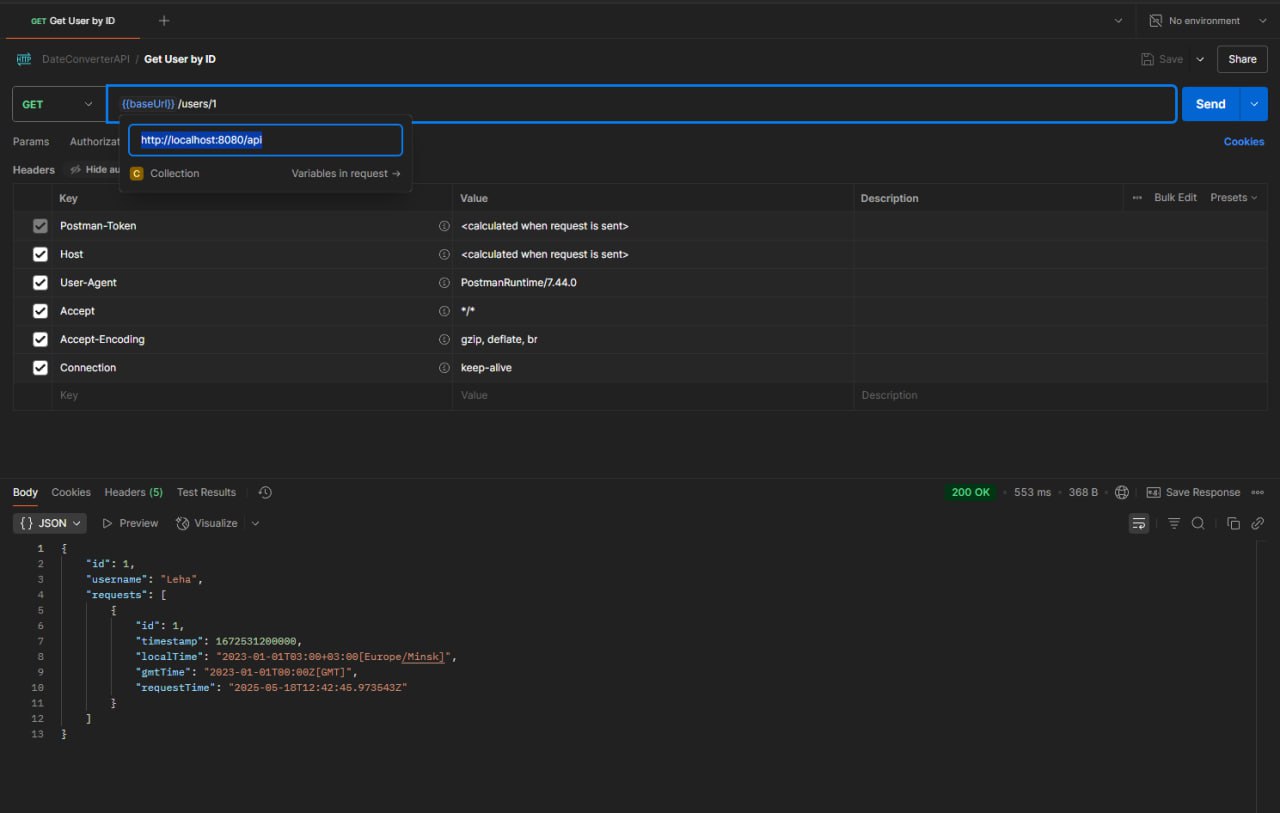 GET Get User by ID
No environment
HTTP DateConverterAPI / Get User by ID Save Share
GET {{baseUrl}} /users/1 Send
http://localhost:8080/api
Params Authorizat Cookies
C Collection Variables in request →
Headers Hide au
Key Value Description Bulk Edit Presets
Postman-Token <calculated when request is sent>
Host <calculated when request is sent>
User-Agent PostmanRuntime/7.44.0
Accept */*
Accept-Encoding gzip, deflate, br
Connection keep-alive
Key Value Description
Body Cookies Headers (5) Test Results 200 OK 553 ms 368 B Save Response
{} JSON Preview Visualize
1 {
2 "id": 1,
3 "username": "Leha",
4 "requests": [
5 {
6 "id": 1,
7 "timestamp": 1672531200000,
8 "localTime": "2023-01-01T03:00+03:00[Europe/Minsk]",
9 "gmtTime": "2023-01-01T00:00Z[GMT]",
10 "requestTime": "2025-05-18T12:42:45.973543Z"
11 }
12 ]
13 }